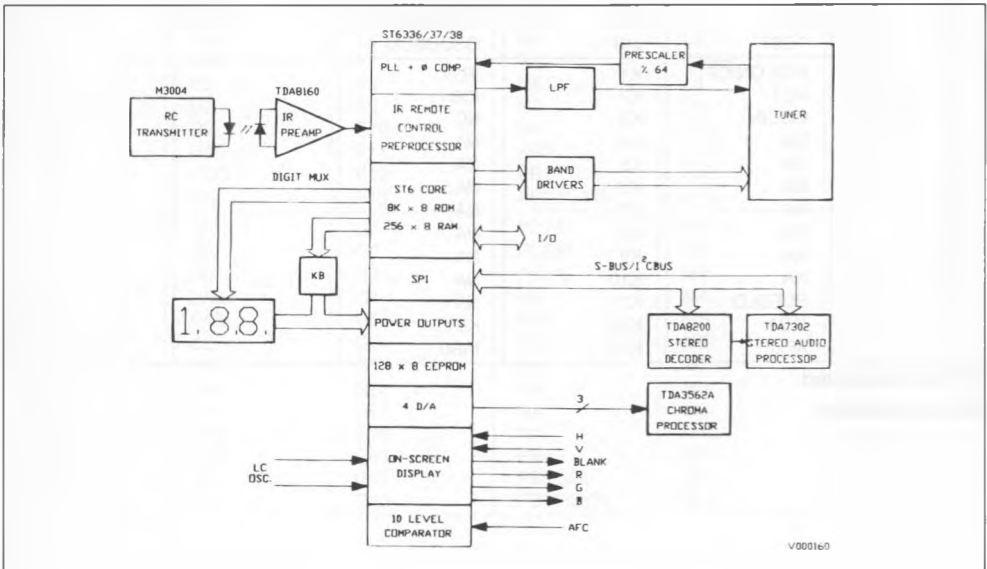 ST6336/37/38
PLL + Ø COMP.
PRESCALER
% 64
LPF
TUNER
M3004
RC
TRANSMITTER
TDA8160
IR
PREAMP
IR REMOTE
CONTROL
PREPROCESSOR
BAND
DRIVERS
DIGIT MUX
ST6 CORE
8K × 8 ROM
256 × 8 RAM
I/O
KB
SPI
S-BUS/I²CBUS
1.8.8.
POWER OUTPUTS
TDA8200
STEREO
DECODER
TDA7302
STEREO AUDIO
PROCESSOR
128 × 8 EEPROM
4 D/A
3
TDA3562A
CHROMA
PROCESSOR
LC
OSC.
ON-SCREEN
DISPLAY
H
V
BLANK
R
G
B
10 LEVEL
COMPARATOR
AFC
V000160